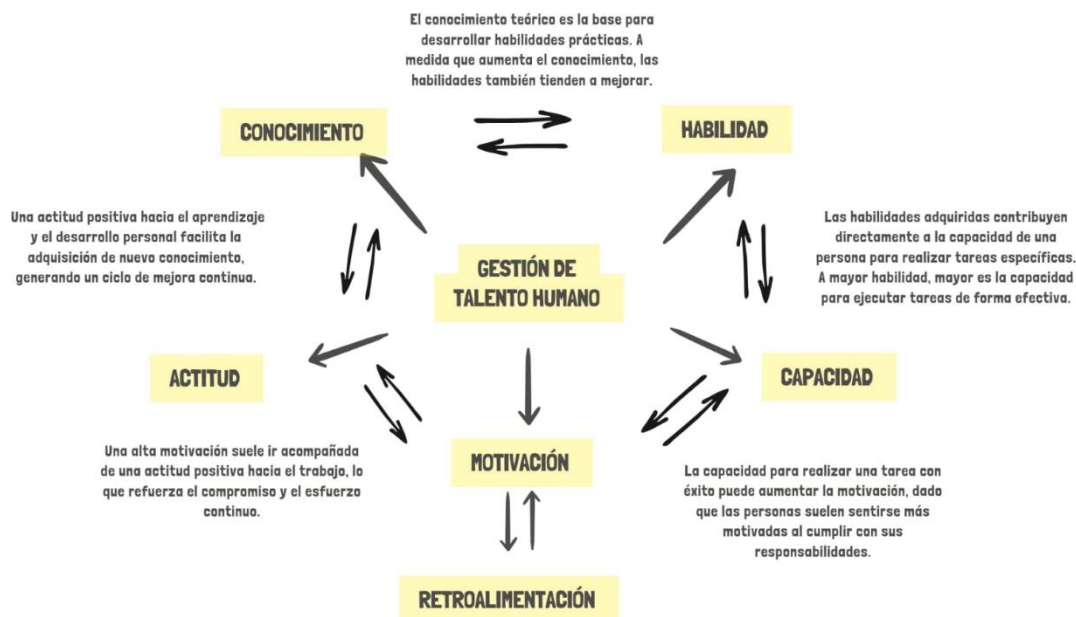 El conocimiento teórico es la base para
desarrollar habilidades prácticas. A
medida que aumenta el conocimiento, las
habilidades también tienden a mejorar.
CONOCIMIENTO
HABILIDAD
Una actitud positiva hacia el aprendizaje
y el desarrollo personal facilita la
adquisición de nuevo conocimiento,
generando un ciclo de mejora continua.
GESTIÓN DE
TALENTO HUMANO
Las habilidades adquiridas contribuyen
directamente a la capacidad de una
persona para realizar tareas específicas.
A mayor habilidad, mayor es la capacidad
para ejecutar tareas de forma efectiva.
ACTITUD
CAPACIDAD
Una alta motivación suele ir acompañada
de una actitud positiva hacia el trabajo, lo
que refuerza el compromiso y el esfuerzo
continuo.
MOTIVACIÓN
La capacidad para realizar una tarea con
éxito puede aumentar la motivación, dado
que las personas suelen sentirse más
motivadas al cumplir con sus
responsabilidades.
RETROALIMENTACIÓN